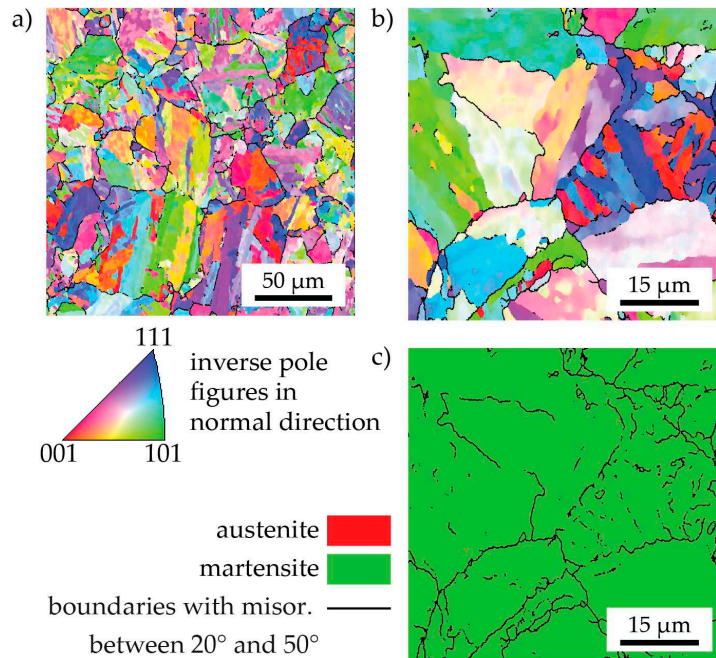 a)
b)
50 μm
15 μm
111
001
101
inverse pole
figures in
normal direction
c)
austenite
martensite
boundaries with misor.
between 20° and 50°
15 μm